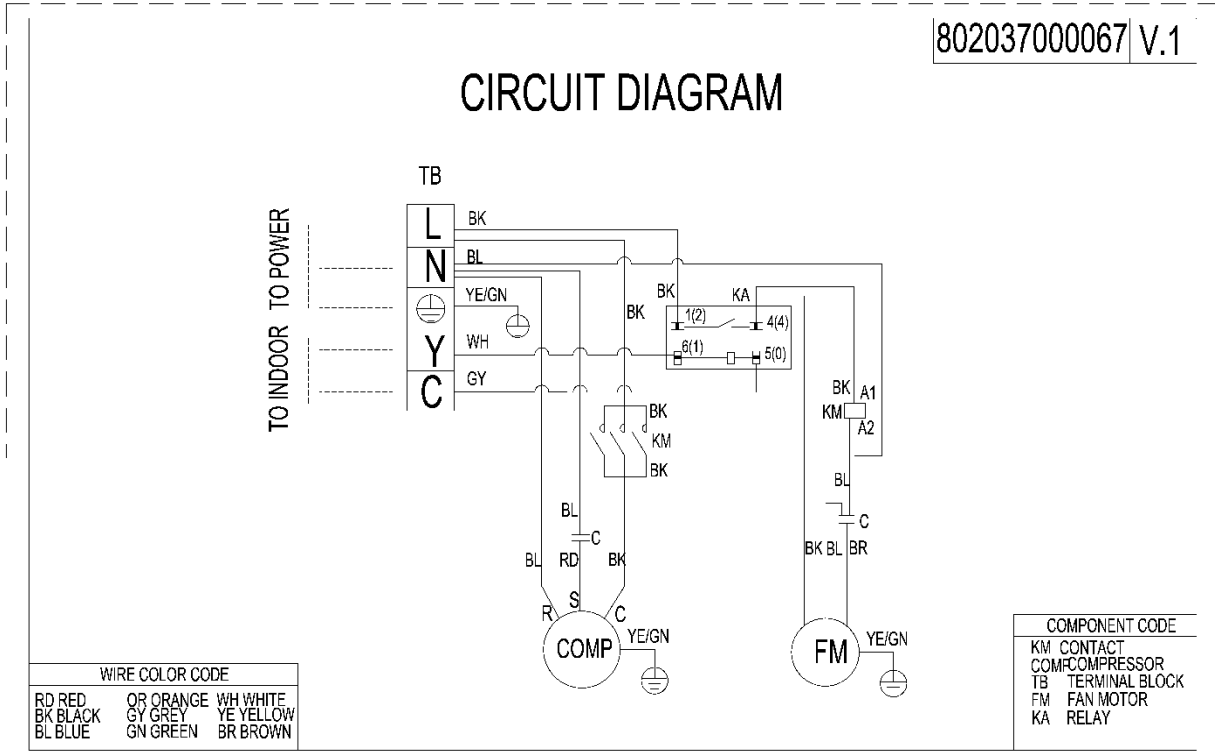 802037000067 V.1
CIRCUIT DIAGRAM
TB
TO POWER
TO INDOOR
L
BK
N
BL
YE/GN
Y
WH
C
GY
BK
BK
KA
1(2)
4(4)
6(1)
5(0)
BK
KM
BK
BK A1
KM
A2
BL
C
BK BL BR
BL
C
BL
RD
BK
R
S
C
COMP
YE/GN
FM
YE/GN
WIRE COLOR CODE
RD RED OR ORANGE WH WHITE
BK BLACK GY GREY YE YELLOW
BL BLUE GN GREEN BR BROWN
COMPONENT CODE
KM CONTACT
COMP COMPRESSOR
TB TERMINAL BLOCK
FM FAN MOTOR
KA RELAY